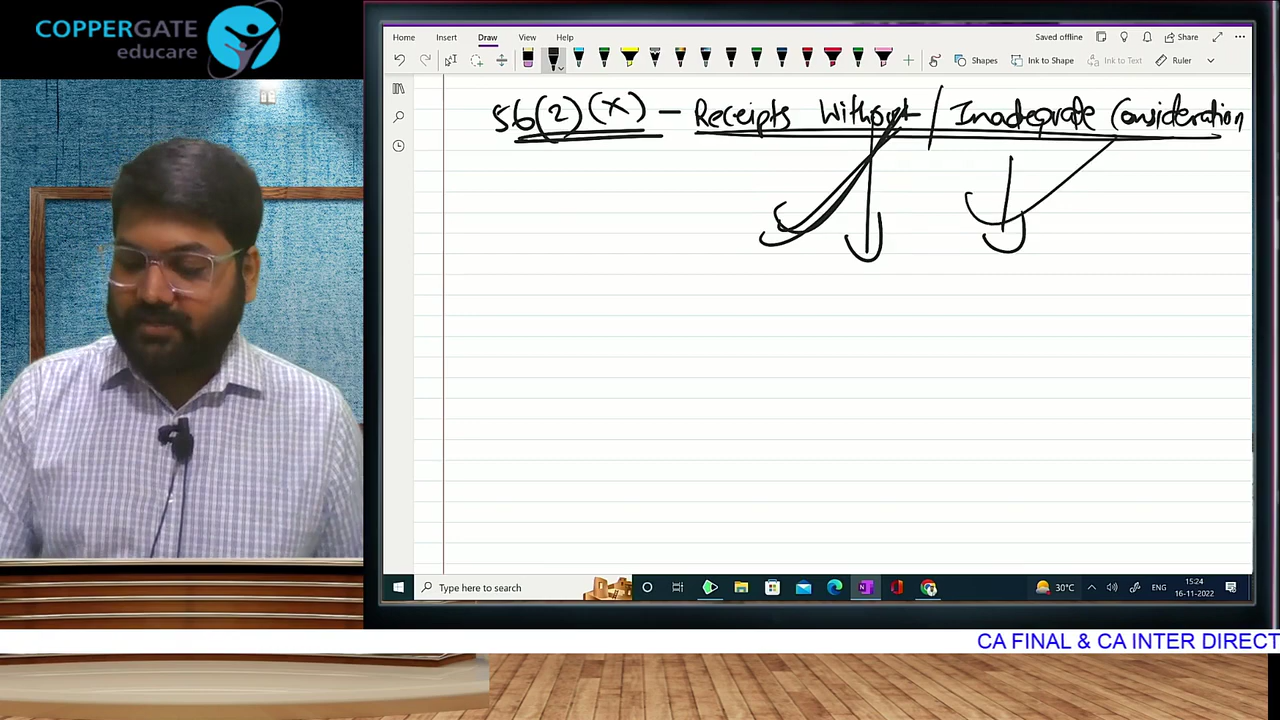 COPPERGATE
educare
Home Insert Draw View Help
Saved offline Share
Shapes Ink to Shape Ink to Text Ruler
56(2)(x) – Receipts Without / Inadequate Consideration
Type here to search
30°C ENG 15:24
16-11-2022
CA FINAL & CA INTER DIRECT